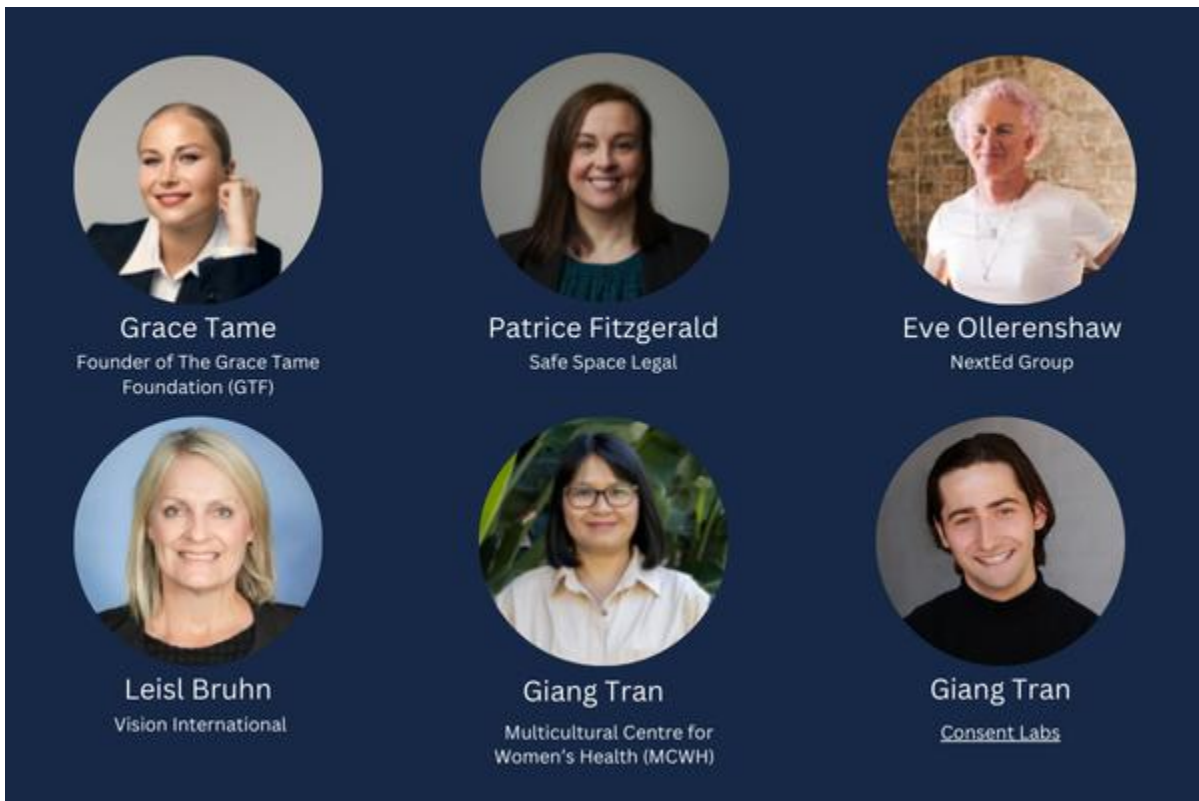 Grace Tame
Founder of The Grace Tame
Foundation (GTF)
Patrice Fitzgerald
Safe Space Legal
Eve Ollerenshaw
NextEd Group
Leisl Bruhn
Vision International
Giang Tran
Multicultural Centre for
Women's Health (MCWH)
Giang Tran
Consent Labs